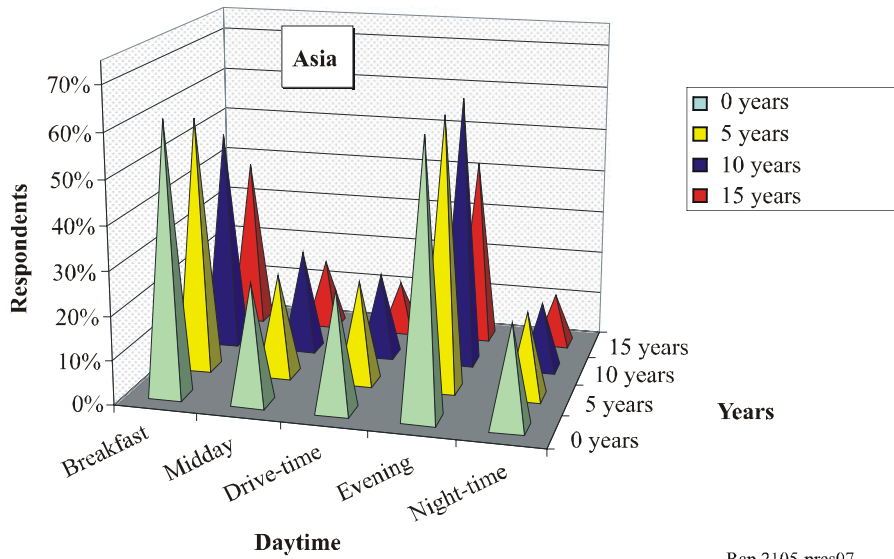 Asia
70%
60%
50%
40%
30%
20%
10%
0%
Respondents
0 years
5 years
10 years
15 years
15 years
10 years
5 years
0 years
Years
Breakfast
Midday
Drive-time
Evening
Night-time
Daytime